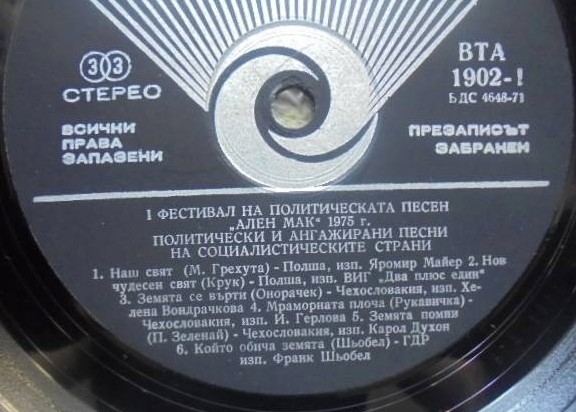 33
СТЕРЕО
ВСИЧКИ
ПРАВА
ЗАПАЗЕНИ
ВТА
1902-I
БДС 4648-71
ПРЕЗАПИСЪТ
ЗАБРАНЕН
I ФЕСТИВАЛ НА ПОЛИТИЧЕСКАТА ПЕСЕН
„АЛЕН МАК“ 1975 г.
ПОЛИТИЧЕСКИ И АНГАЖИРАНИ ПЕСНИ
НА СОЦИАЛИСТИЧЕСКИТЕ СТРАНИ
1. Наш свят (М. Грехута) - Полша, изп. Яромир Майер 2. Нов
чудесен свят (Крук) - Полша, изп. ВИГ „Два плюс един“
3. Земята се върти (Онорачек) - Чехословакия, изп. Хе-
лена Вондрачкова 4. Мраморната плоча (Рукавичка) -
Чехословакия, изп. И. Герлова 5. Земята помни
(П. Зеленай) - Чехословакия, изп. Карол Духон
6. Който обича земята (Шьобел) - ГДР
изп. Франк Шьобел